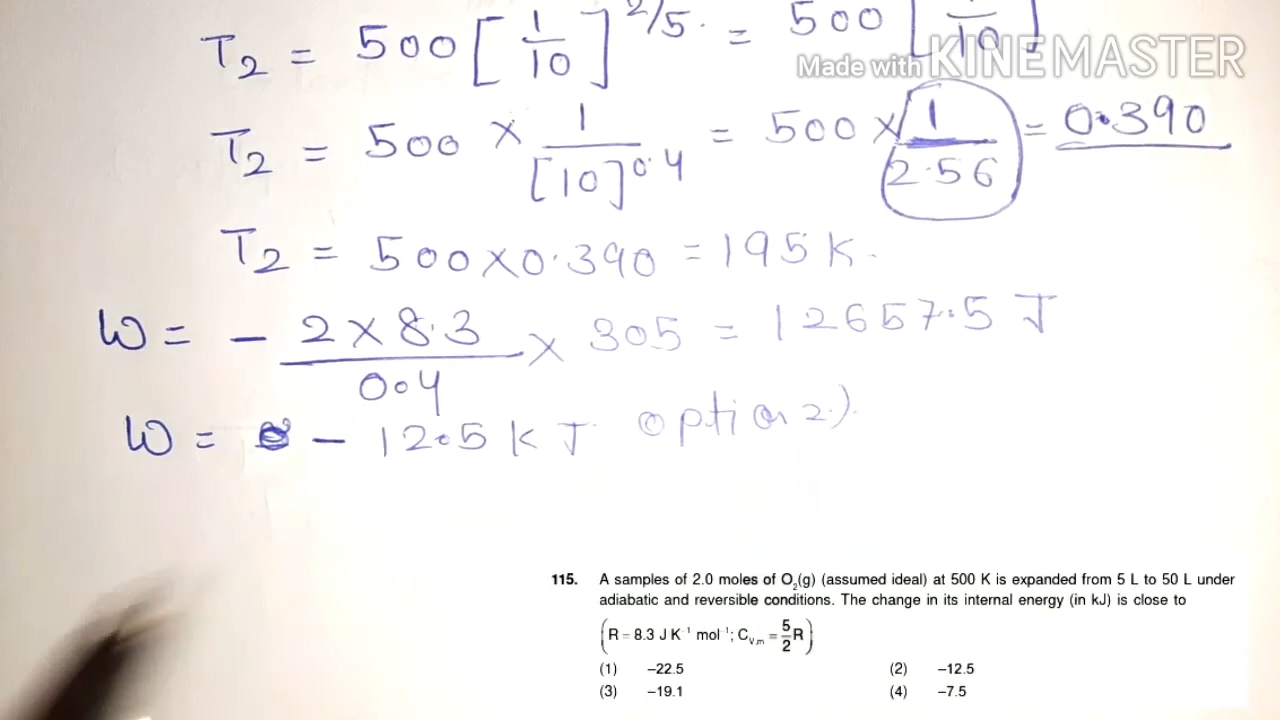 T₂ = 500 [1/10]^2/5. = 500 [1/10]
Made with KINEMASTER
T₂ = 500 × 1/[10]^0.4 = 500 × 1/2.56 = 0.390
T₂ = 500×0.390 = 195 K.
W = - 2 × 8.3/0.4 × 305 = 12657.5 J
W = - 12.5 KJ option 2.)
115. A samples of 2.0 moles of O₂(g) (assumed ideal) at 500 K is expanded from 5 L to 50 L under
adiabatic and reversible conditions. The change in its internal energy (in kJ) is close to
(R = 8.3 J K⁻¹ mol⁻¹; C_v,m = 5/2 R)
(1) –22.5 (2) –12.5
(3) –19.1 (4) –7.5